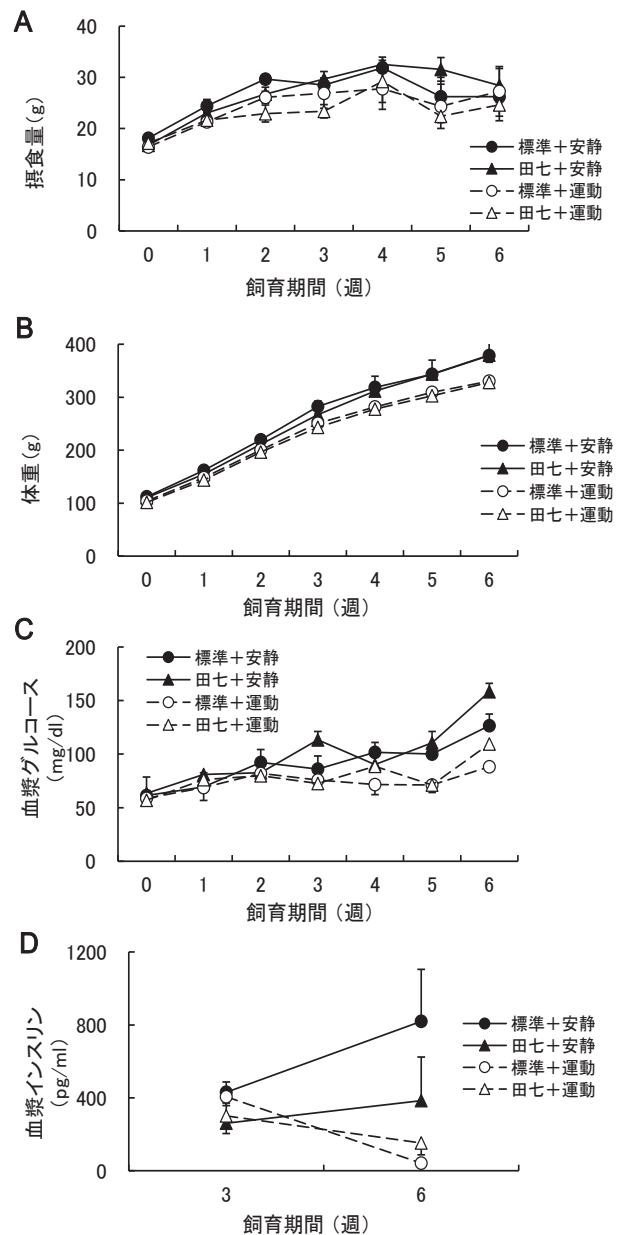 A
摂食量(g)
40
30
20
10
0
0 1 2 3 4 5 6
飼育期間（週）
標準＋安静
田七＋安静
標準＋運動
田七＋運動
B
体重(g)
400
300
200
100
0
0 1 2 3 4 5 6
飼育期間（週）
標準＋安静
田七＋安静
標準＋運動
田七＋運動
C
血漿グルコース
(mg/dl)
200
150
100
50
0
0 1 2 3 4 5 6
飼育期間（週）
標準＋安静
田七＋安静
標準＋運動
田七＋運動
D
血漿インスリン
(pg/ml)
1200
800
400
0
3 6
飼育期間（週）
標準＋安静
田七＋安静
標準＋運動
田七＋運動